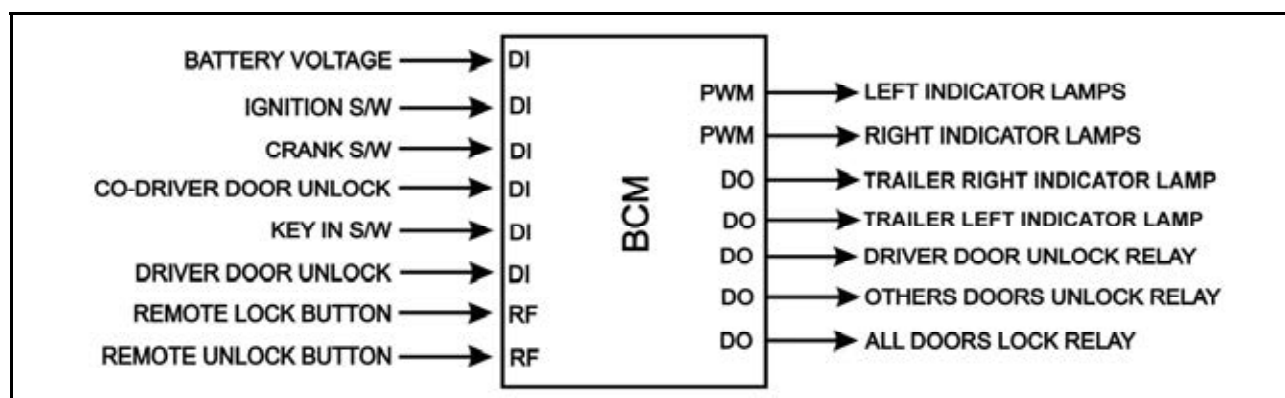 BATTERY VOLTAGE
IGNITION S/W
CRANK S/W
CO-DRIVER DOOR UNLOCK
KEY IN S/W
DRIVER DOOR UNLOCK
REMOTE LOCK BUTTON
REMOTE UNLOCK BUTTON
DI
DI
DI
DI
DI
DI
RF
RF
BCM
PWM
PWM
DO
DO
DO
DO
DO
LEFT INDICATOR LAMPS
RIGHT INDICATOR LAMPS
TRAILER RIGHT INDICATOR LAMP
TRAILER LEFT INDICATOR LAMP
DRIVER DOOR UNLOCK RELAY
OTHERS DOORS UNLOCK RELAY
ALL DOORS LOCK RELAY